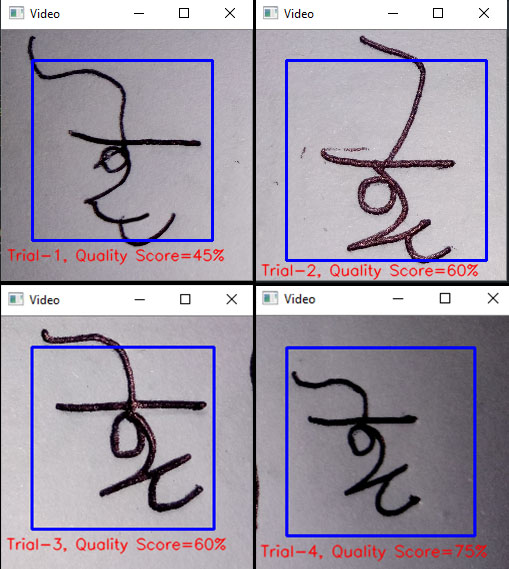 Video
Trial-1, Quality Score=45%
Video
Trial-2, Quality Score=60%
Video
Trial-3, Quality Score=60%
Video
Trial-4, Quality Score=75%